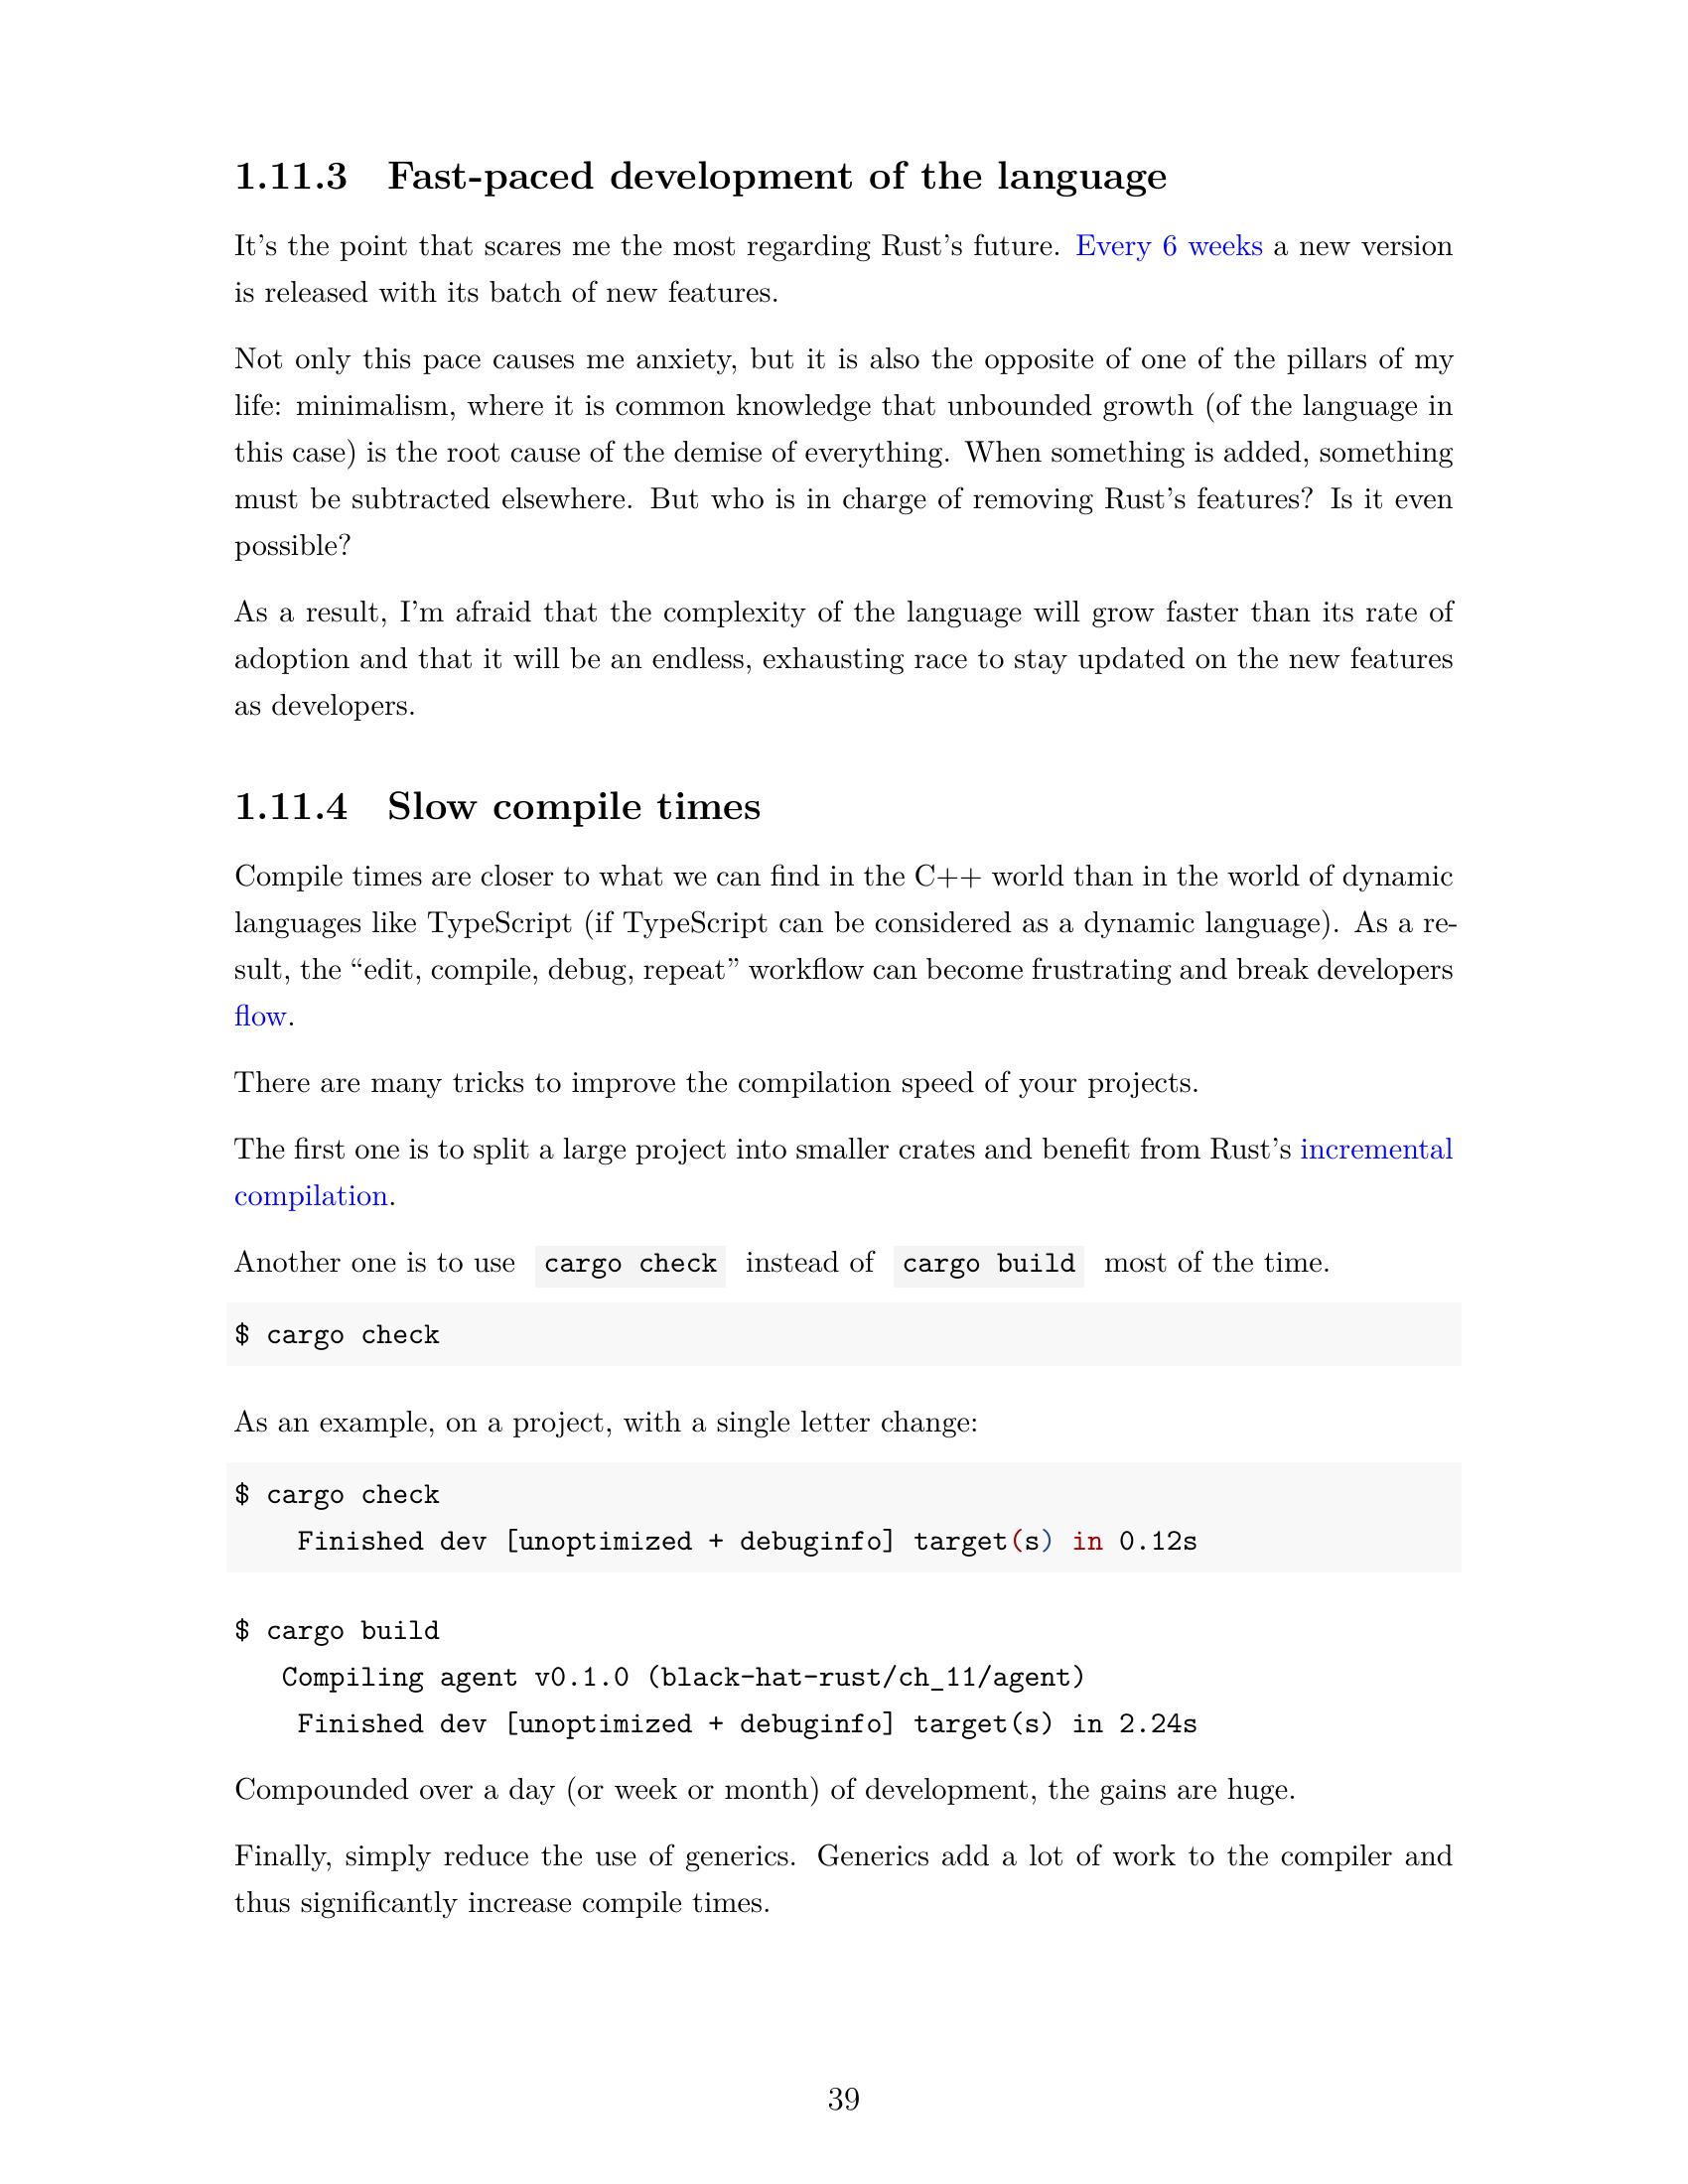 1.11.3 Fast-paced development of the language
It’s the point that scares me the most regarding Rust’s future. Every 6 weeks a new version
is released with its batch of new features.
Not only this pace causes me anxiety, but it is also the opposite of one of the pillars of my
life: minimalism, where it is common knowledge that unbounded growth (of the language in
this case) is the root cause of the demise of everything. When something is added, something
must be subtracted elsewhere. But who is in charge of removing Rust’s features? Is it even
possible?
As a result, I’m afraid that the complexity of the language will grow faster than its rate of
adoption and that it will be an endless, exhausting race to stay updated on the new features
as developers.
1.11.4 Slow compile times
Compile times are closer to what we can find in the C++ world than in the world of dynamic
languages like TypeScript (if TypeScript can be considered as a dynamic language). As a re-
sult, the “edit, compile, debug, repeat” workflow can become frustrating and break developers
flow.
There are many tricks to improve the compilation speed of your projects.
The first one is to split a large project into smaller crates and benefit from Rust’s incremental
compilation.
Another one is to use cargo check instead of cargo build most of the time.
$ cargo check
As an example, on a project, with a single letter change:
$ cargo check
    Finished dev [unoptimized + debuginfo] target(s) in 0.12s
$ cargo build
   Compiling agent v0.1.0 (black-hat-rust/ch_11/agent)
    Finished dev [unoptimized + debuginfo] target(s) in 2.24s
Compounded over a day (or week or month) of development, the gains are huge.
Finally, simply reduce the use of generics. Generics add a lot of work to the compiler and
thus significantly increase compile times.
39